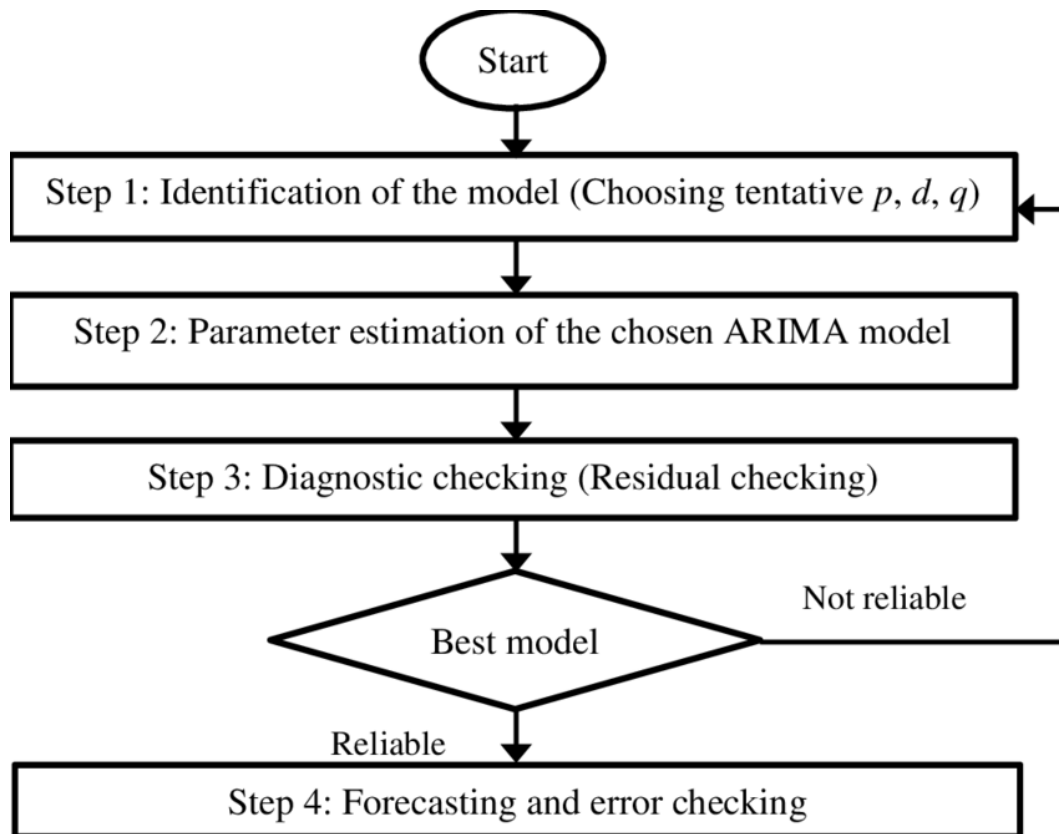 Start
Step 1: Identification of the model (Choosing tentative p, d, q)
Step 2: Parameter estimation of the chosen ARIMA model
Step 3: Diagnostic checking (Residual checking)
Not reliable
Best model
Reliable
Step 4: Forecasting and error checking